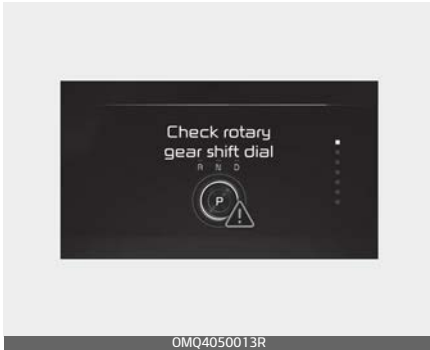 Check rotary
gear shift dial
R N D
P
OMQ4050013R